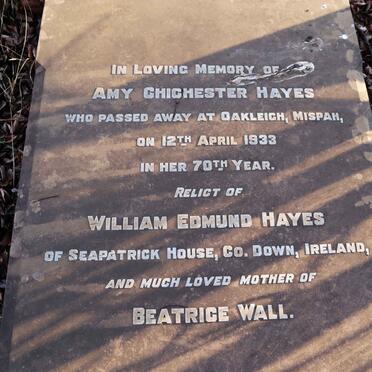 In Loving Memory of
Amy Chichester Hayes
who passed away at Oakleigh, Mispah,
on 12th April 1933
in her 70th Year.
Relict of
William Edmund Hayes
of Seapatrick House, Co. Down, Ireland,
and much loved mother of
Beatrice Wall.